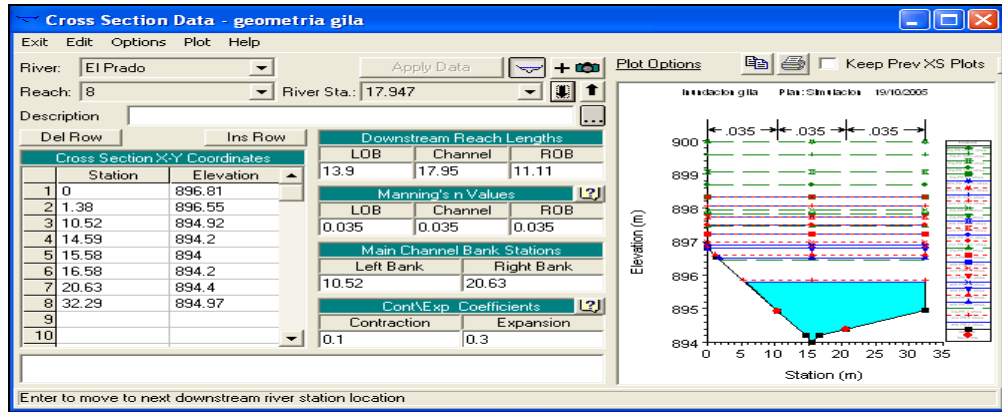 Cross Section Data - geometria gila
Exit Edit Options Plot Help
River: El Prado Apply Data
Reach: 8 River Sta.: 17.947
Description ...
Del Row Ins Row
Cross Section X-Y Coordinates
Station Elevation
1 0 896.81
2 1.38 896.55
3 10.52 894.92
4 14.59 894.2
5 15.58 894
6 16.58 894.2
7 20.63 894.4
8 32.29 894.97
9
10
Downstream Reach Lengths
LOB Channel ROB
13.9 17.95 11.11
Manning's n Values
LOB Channel ROB
0.035 0.035 0.035
Main Channel Bank Stations
Left Bank Right Bank
10.52 20.63
Cont\Exp Coefficients
Contraction Expansion
0.1 0.3
Enter to move to next downstream river station location
Plot Options Keep Prev XS Plots
Inundacion gila Plan: Simulacion 19/10/2005
.035 .035 .035
900
899
898
897
896
895
894
Elevation (m)
0 5 10 15 20 25 30 35
Station (m)